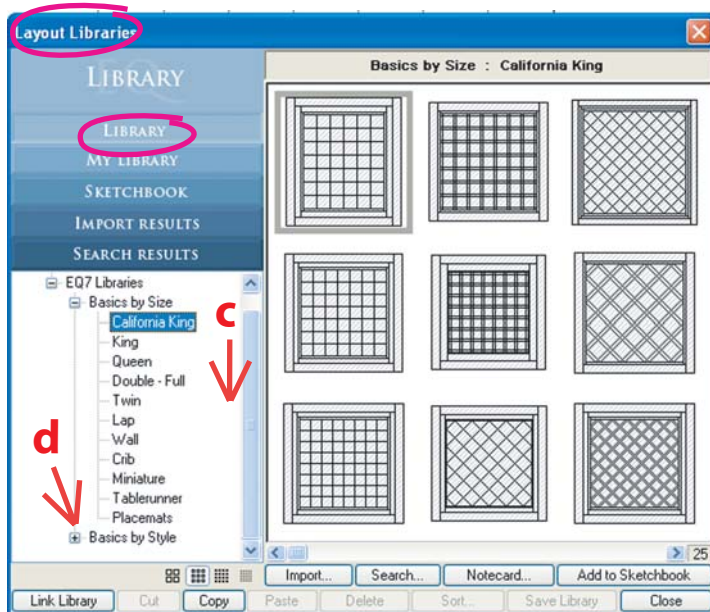 Layout Libraries
LIBRARY
Basics by Size : California King
LIBRARY
MY LIBRARY
SKETCHBOOK
IMPORT RESULTS
SEARCH RESULTS
EQ7 Libraries
Basics by Size
California King
King
Queen
Double - Full
Twin
Lap
Wall
Crib
Miniature
Tablerunner
Placemats
Basics by Style
c
d
25
Import... Search... Notecard... Add to Sketchbook
Link Library Cut Copy Paste Delete Sort... Save Library Close